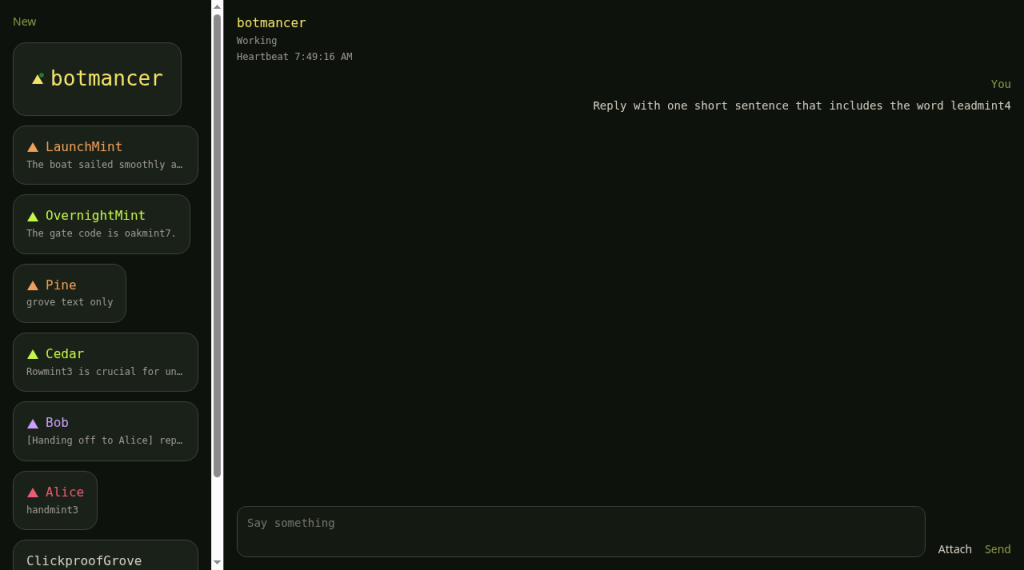 New
botmancer
LaunchMint
The boat sailed smoothly a…
OvernightMint
The gate code is oakmint7.
Pine
grove text only
Cedar
Rowmint3 is crucial for un…
Bob
[Handing off to Alice] rep…
Alice
handmint3
ClickproofGrove
botmancer
Working
Heartbeat 7:49:16 AM
You
Reply with one short sentence that includes the word leadmint4
Say something
Attach
Send